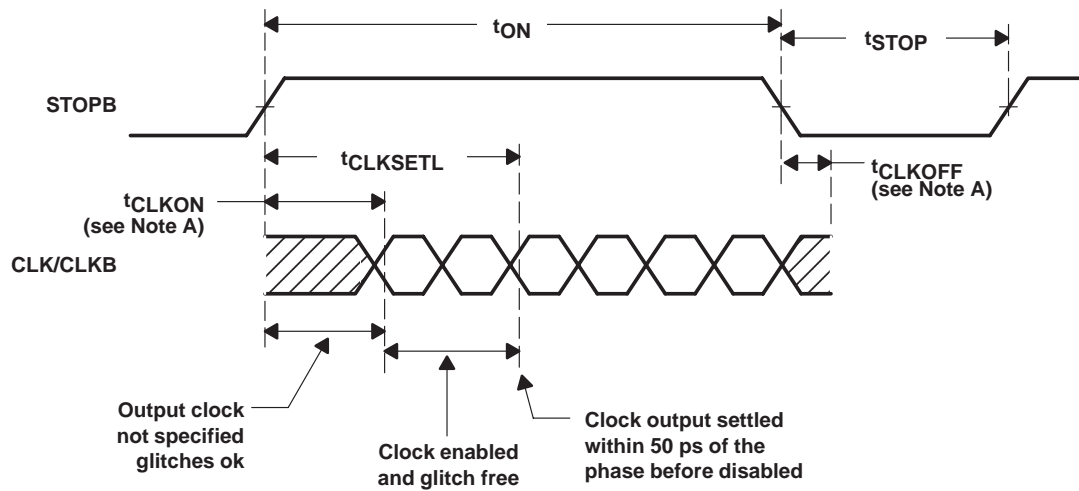 tON
tSTOP
STOPB
tCLKSETL
tCLKOFF
(see Note A)
tCLKON
(see Note A)
CLK/CLKB
Output clock
not specified
glitches ok
Clock enabled
and glitch free
Clock output settled
within 50 ps of the
phase before disabled